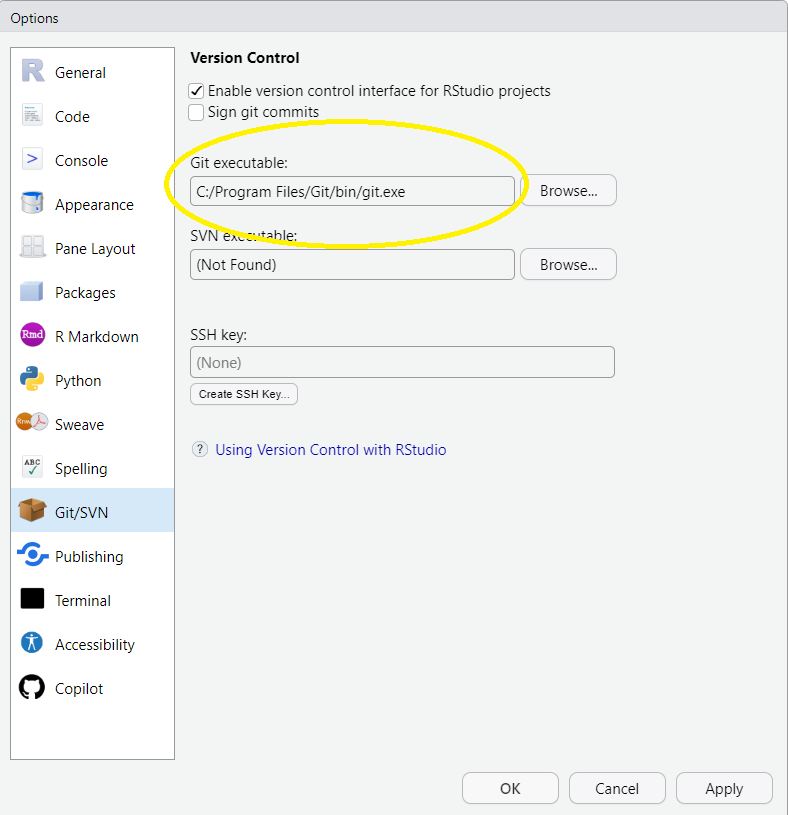 Options
General
Code
Console
Appearance
Pane Layout
Packages
Rmd
R Markdown
Python
Rnw
Sweave
ABC
Spelling
Git/SVN
Publishing
Terminal
Accessibility
Copilot
Version Control
Enable version control interface for RStudio projects
Sign git commits
Git executable:
C:/Program Files/Git/bin/git.exe
Browse...
SVN executable:
(Not Found)
Browse...
SSH key:
(None)
Create SSH Key...
? Using Version Control with RStudio
OK
Cancel
Apply